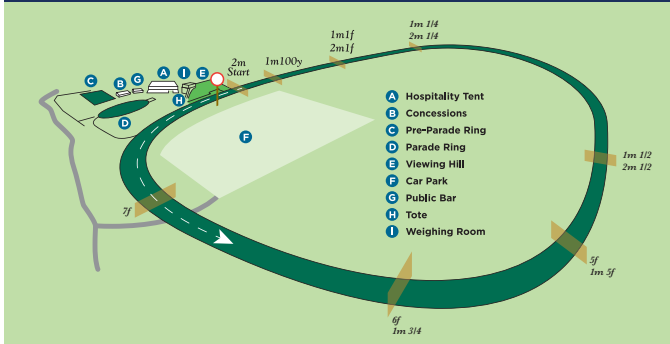 1m 1/4
2m 1/4
1m1f
2m1f
1m100y
2m
Start
A
I
E
C
B
G
H
D
F
A Hospitality Tent
B Concessions
C Pre-Parade Ring
D Parade Ring
E Viewing Hill
F Car Park
G Public Bar
H Tote
I Weighing Room
1m 1/2
2m 1/2
7f
5f
1m 5f
6f
1m 3/4